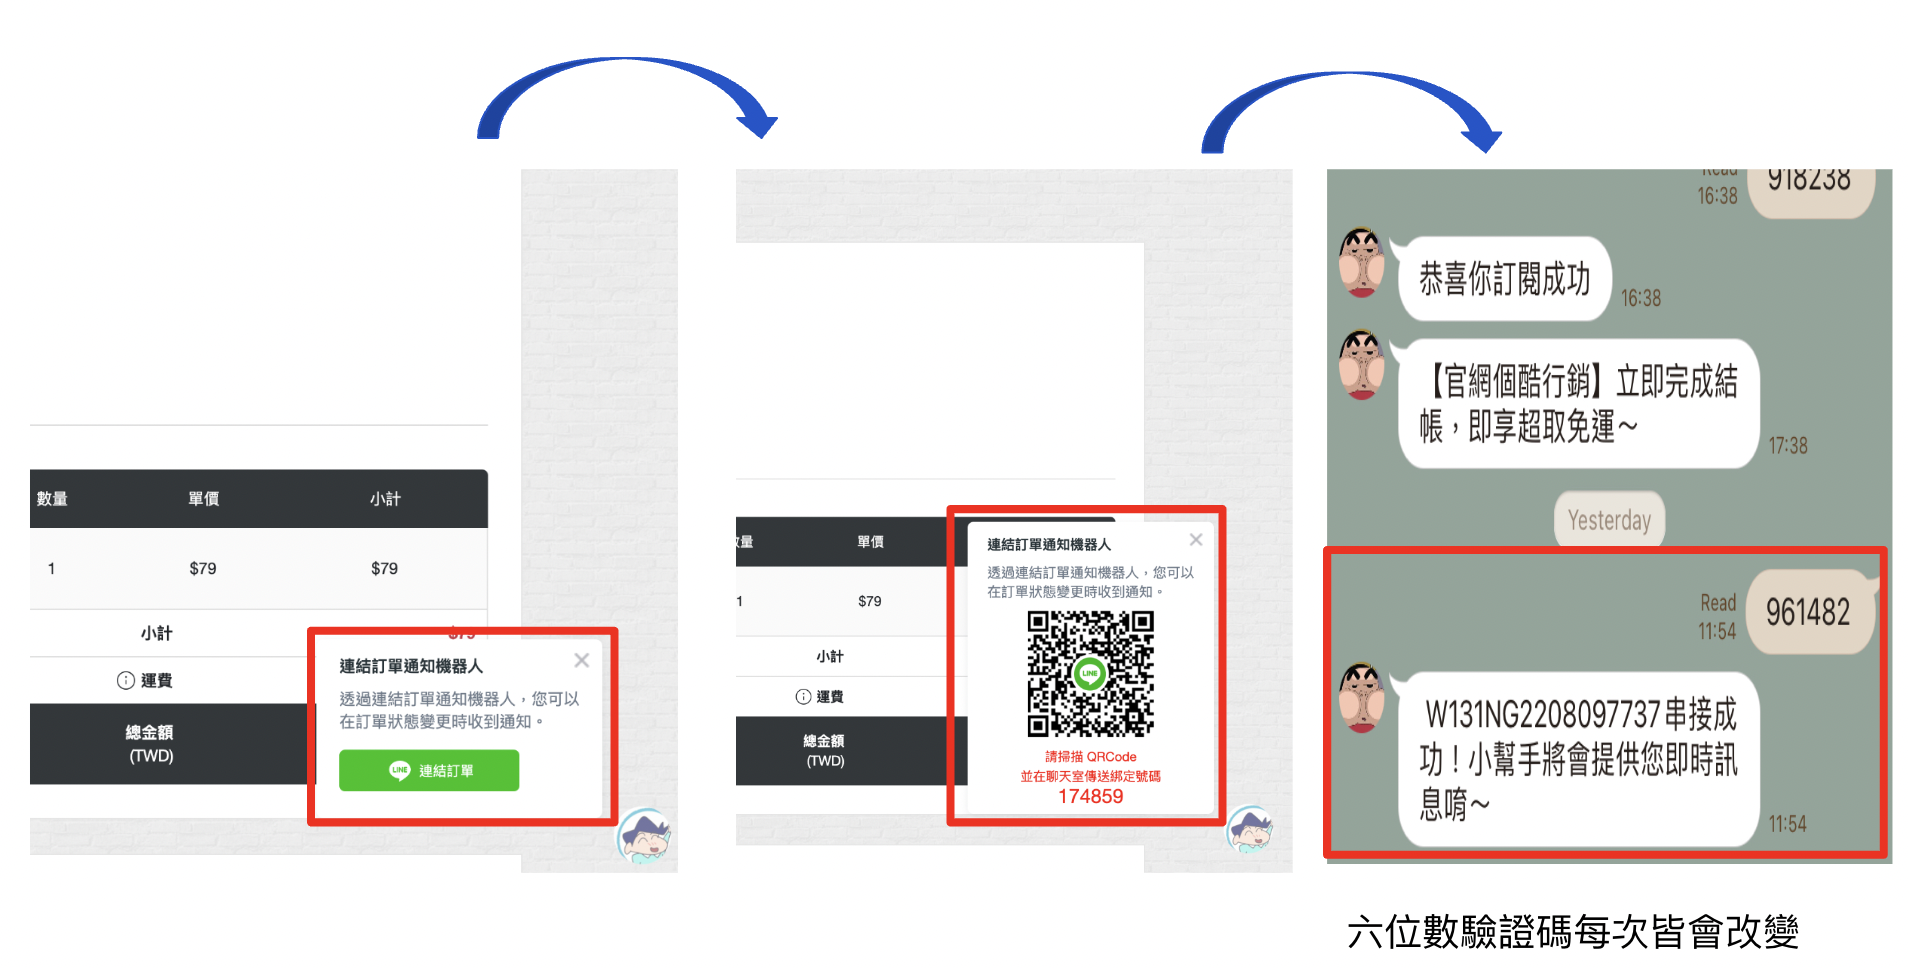 數量 單價 小計
1 $79 $79
小計 $79
運費
總金額
(TWD)
連結訂單通知機器人
透過連結訂單通知機器人，您可以
在訂單狀態變更時收到通知。
LINE 連結訂單
數量 單價
1 $79
小計
運費
總金額
(TWD)
連結訂單通知機器人
透過連結訂單通知機器人，您可以
在訂單狀態變更時收到通知。
LINE
請掃描 QRCode
並在聊天室傳送綁定號碼
174859
Read
16:38
918238
恭喜你訂閱成功
16:38
【官網個酷行銷】立即完成結
帳，即享超取免運～
17:38
Yesterday
Read
11:54
961482
W131NG2208097737串接成
功！小幫手將會提供您即時訊
息唷～
11:54
六位數驗證碼每次皆會改變